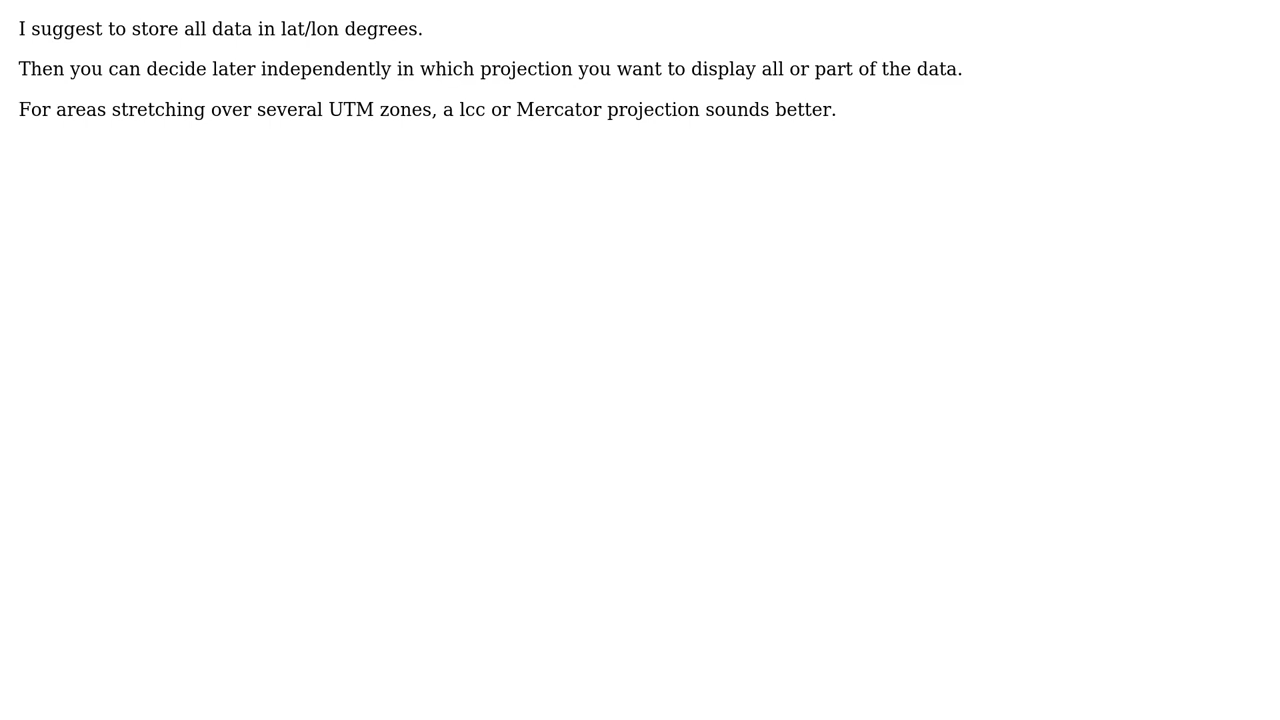 I suggest to store all data in lat/lon degrees.
Then you can decide later independently in which projection you want to display all or part of the data.
For areas stretching over several UTM zones, a lcc or Mercator projection sounds better.